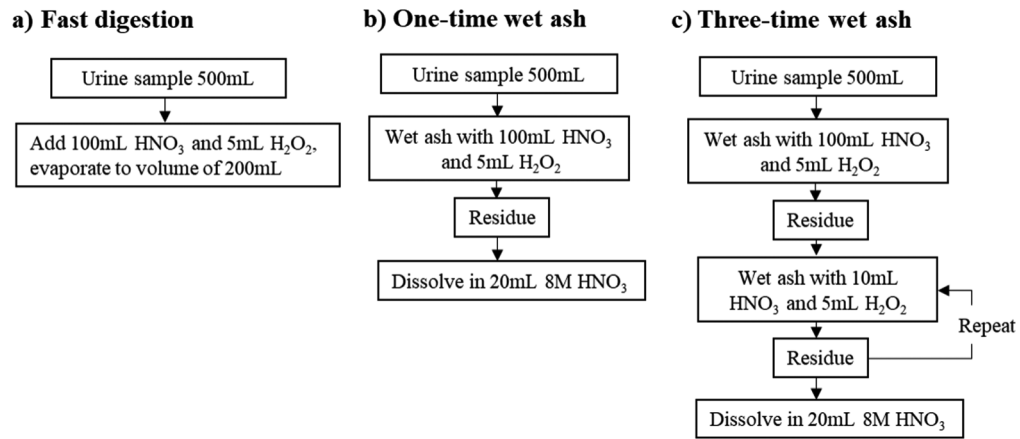 a) Fast digestion
Urine sample 500mL
Add 100mL HNO₃ and 5mL H₂O₂,
evaporate to volume of 200mL
b) One-time wet ash
Urine sample 500mL
Wet ash with 100mL HNO₃
and 5mL H₂O₂
Residue
Dissolve in 20mL 8M HNO₃
c) Three-time wet ash
Urine sample 500mL
Wet ash with 100mL HNO₃
and 5mL H₂O₂
Residue
Wet ash with 10mL
HNO₃ and 5mL H₂O₂
Repeat
Residue
Dissolve in 20mL 8M HNO₃